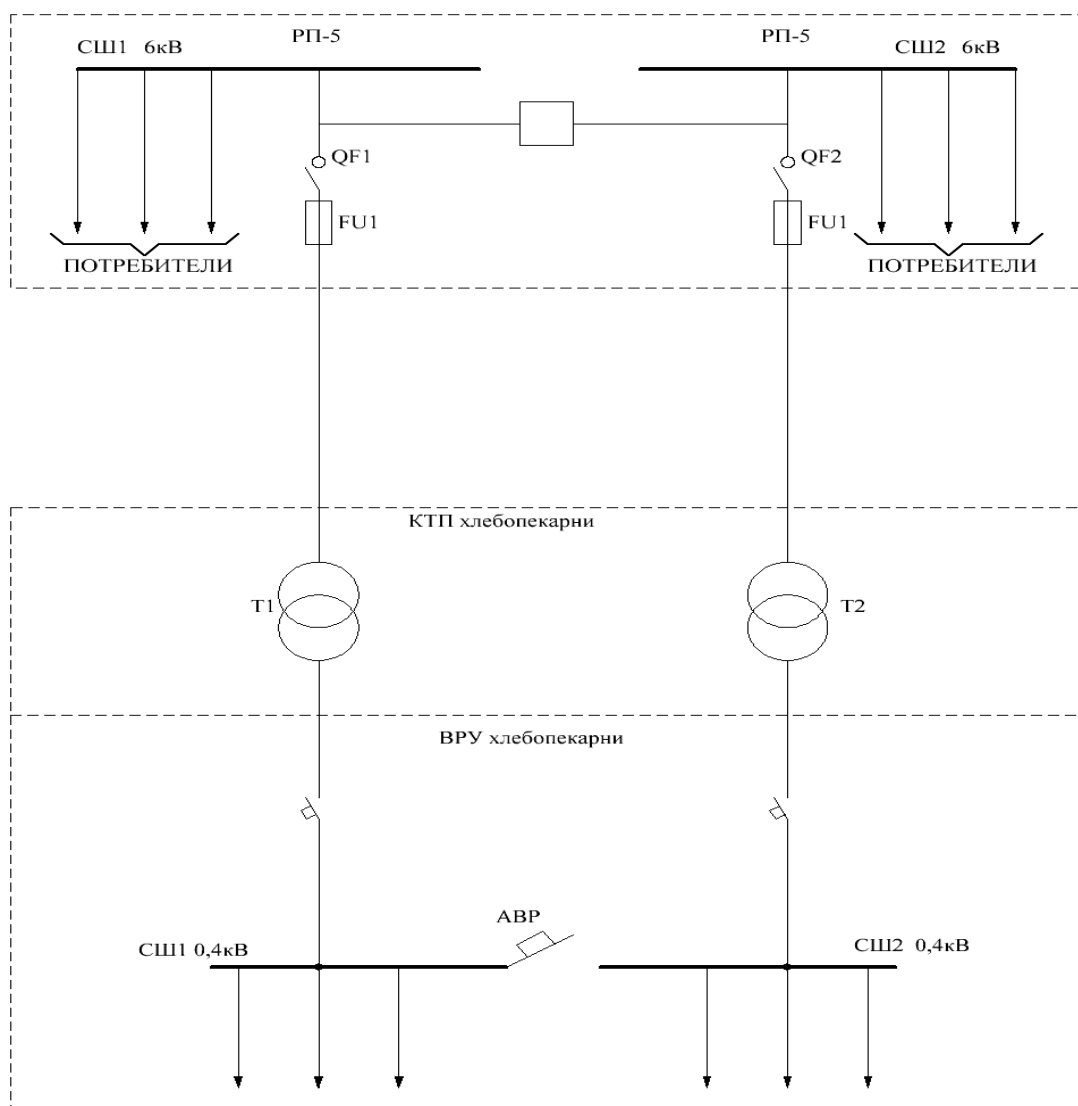 РП-5
РП-5
СШ1 6кВ
СШ2 6кВ
QF1
QF2
FU1
FU1
ПОТРЕБИТЕЛИ
ПОТРЕБИТЕЛИ
КТП хлебопекарни
Т1
Т2
ВРУ хлебопекарни
АВР
СШ1 0,4кВ
СШ2 0,4кВ